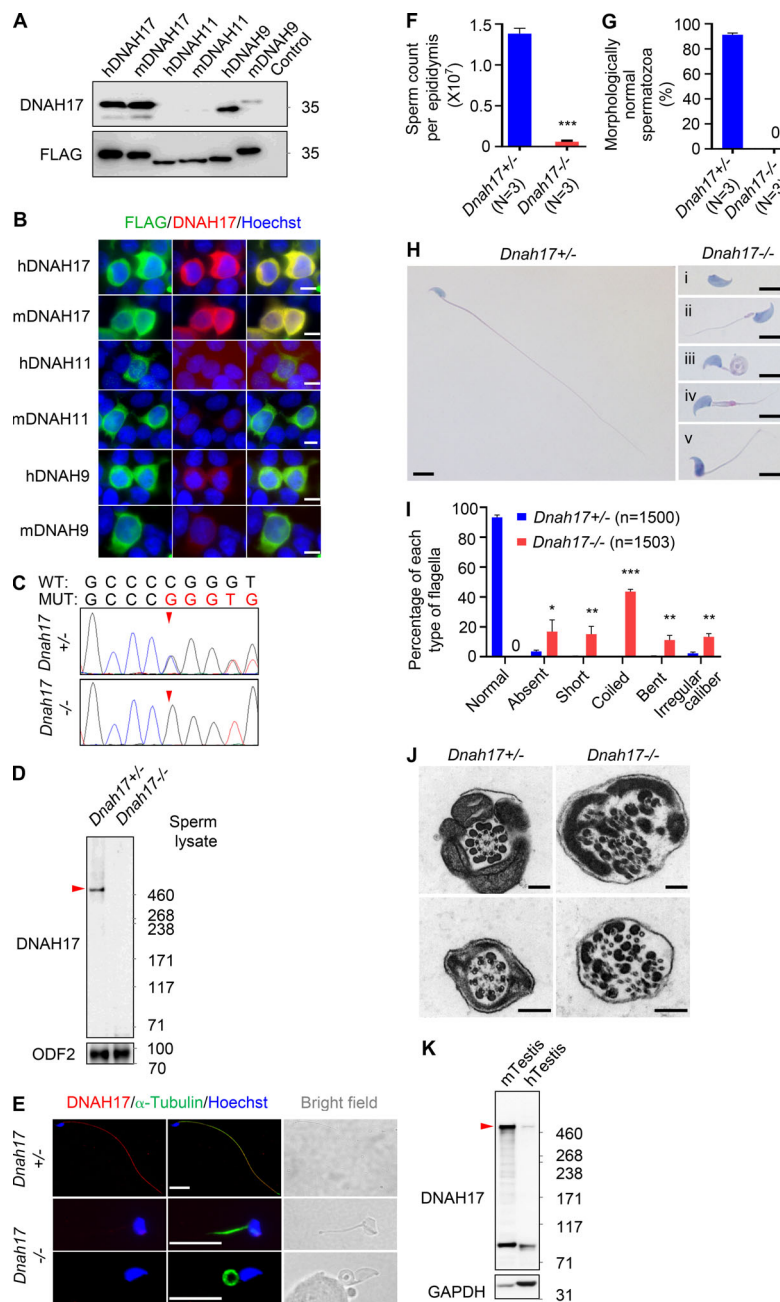 A
hDNAH17
mDNAH17
hDNAH11
mDNAH11
hDNAH9
mDNAH9
Control
DNAH17
35
FLAG
35
B
FLAG/DNAH17/Hoechst
hDNAH17
mDNAH17
hDNAH11
mDNAH11
hDNAH9
mDNAH9
C
WT: G C C C C G G G T
MUT: G C C C G G G T G
Dnah17 +/-
Dnah17 -/-
D
Dnah17+/-
Dnah17-/-
Sperm
lysate
DNAH17
460
268
238
171
117
71
ODF2
100
70
E
DNAH17/α-Tubulin/Hoechst
Bright field
Dnah17 +/-
Dnah17 -/-
F
Sperm count
per epididymis
(X10⁷)
1.5
1.0
0.5
0
***
Dnah17+/-
(N=3)
Dnah17-/-
(N=3)
G
Morphologically
normal
spermatozoa
(%)
100
80
60
40
20
0
0
Dnah17+/-
(N=3)
Dnah17-/-
(N=3)
H
Dnah17+/-
Dnah17-/-
i
ii
iii
iv
v
I
Dnah17+/- (n=1500)
Dnah17-/- (n=1503)
Percentage of each
type of flagella
100
80
60
40
20
0
0
*
**
***
**
**
Normal
Absent
Short
Coiled
Bent
Irregular
caliber
J
Dnah17+/-
Dnah17-/-
K
mTestis
hTestis
DNAH17
460
268
238
171
117
71
GAPDH
31